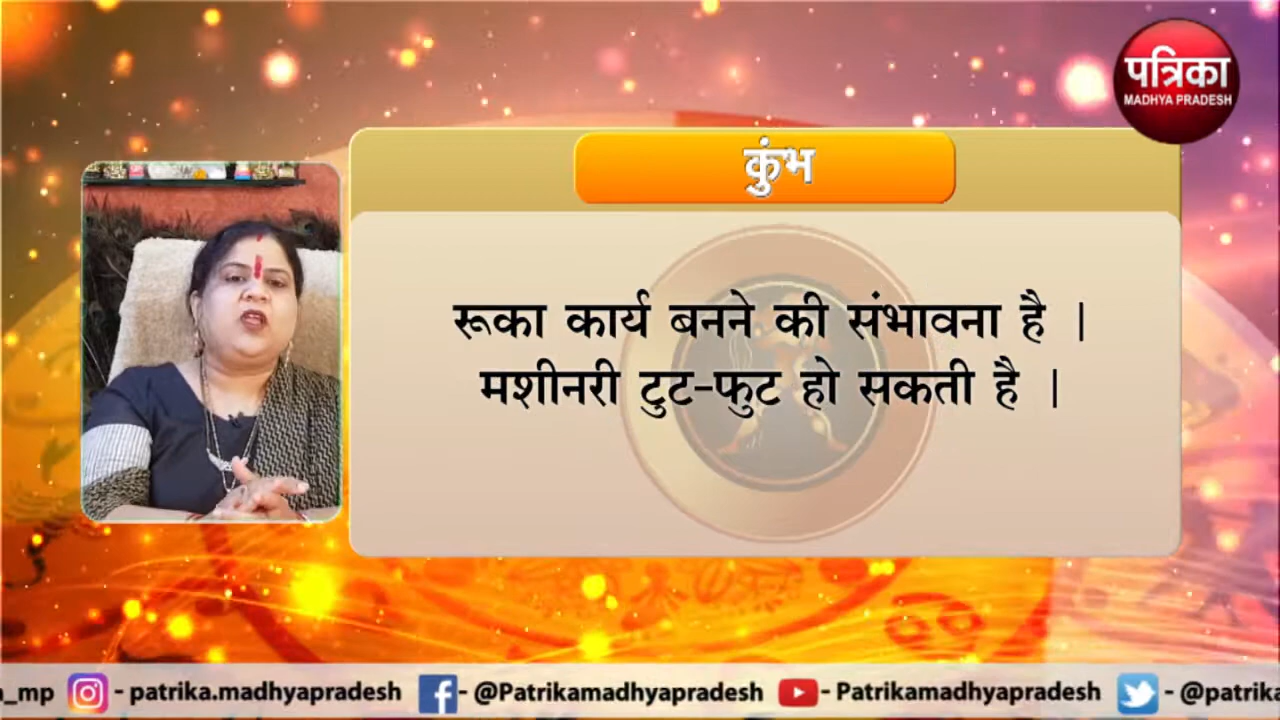 पत्रिका
MADHYA PRADESH
कुंभ
रूका कार्य बनने की संभावना है |
मशीनरी टुट-फुट हो सकती है |
_mp - patrika.madhyapradesh - @Patrikamadhyapradesh - Patrikamadhyapradesh - @patrika